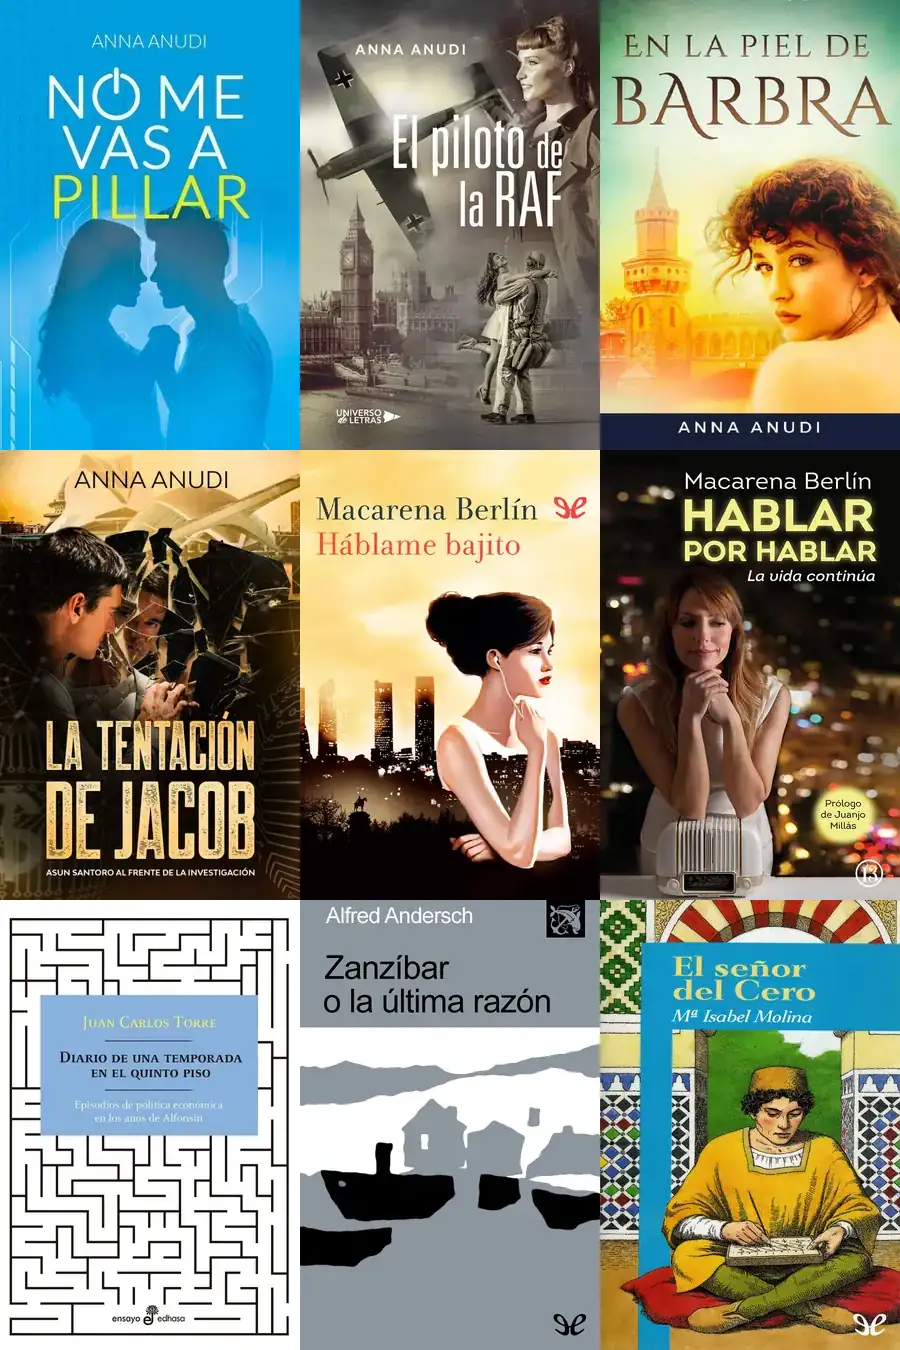 ANNA ANUDI
NO ME
VAS A
PILLAR
ANNA ANUDI
El piloto de
la RAF
UNIVERSO
de LETRAS
EN LA PIEL DE
BARBRA
ANNA ANUDI
ANNA ANUDI
LA TENTACIÓN
DE JACOB
ASUN SANTORO AL FRENTE DE LA INVESTIGACIÓN
Macarena Berlín
Háblame bajito
Macarena Berlín
HABLAR
POR HABLAR
La vida continúa
Prólogo
de Juanjo
Millás
13
Juan Carlos Torre
Diario de una temporada
en el quinto piso
Episodios de política económica
en los años de Alfonsín
ensayo edhasa
Alfred Andersch
Zanzíbar
o la última razón
El señor
del Cero
Mª Isabel Molina